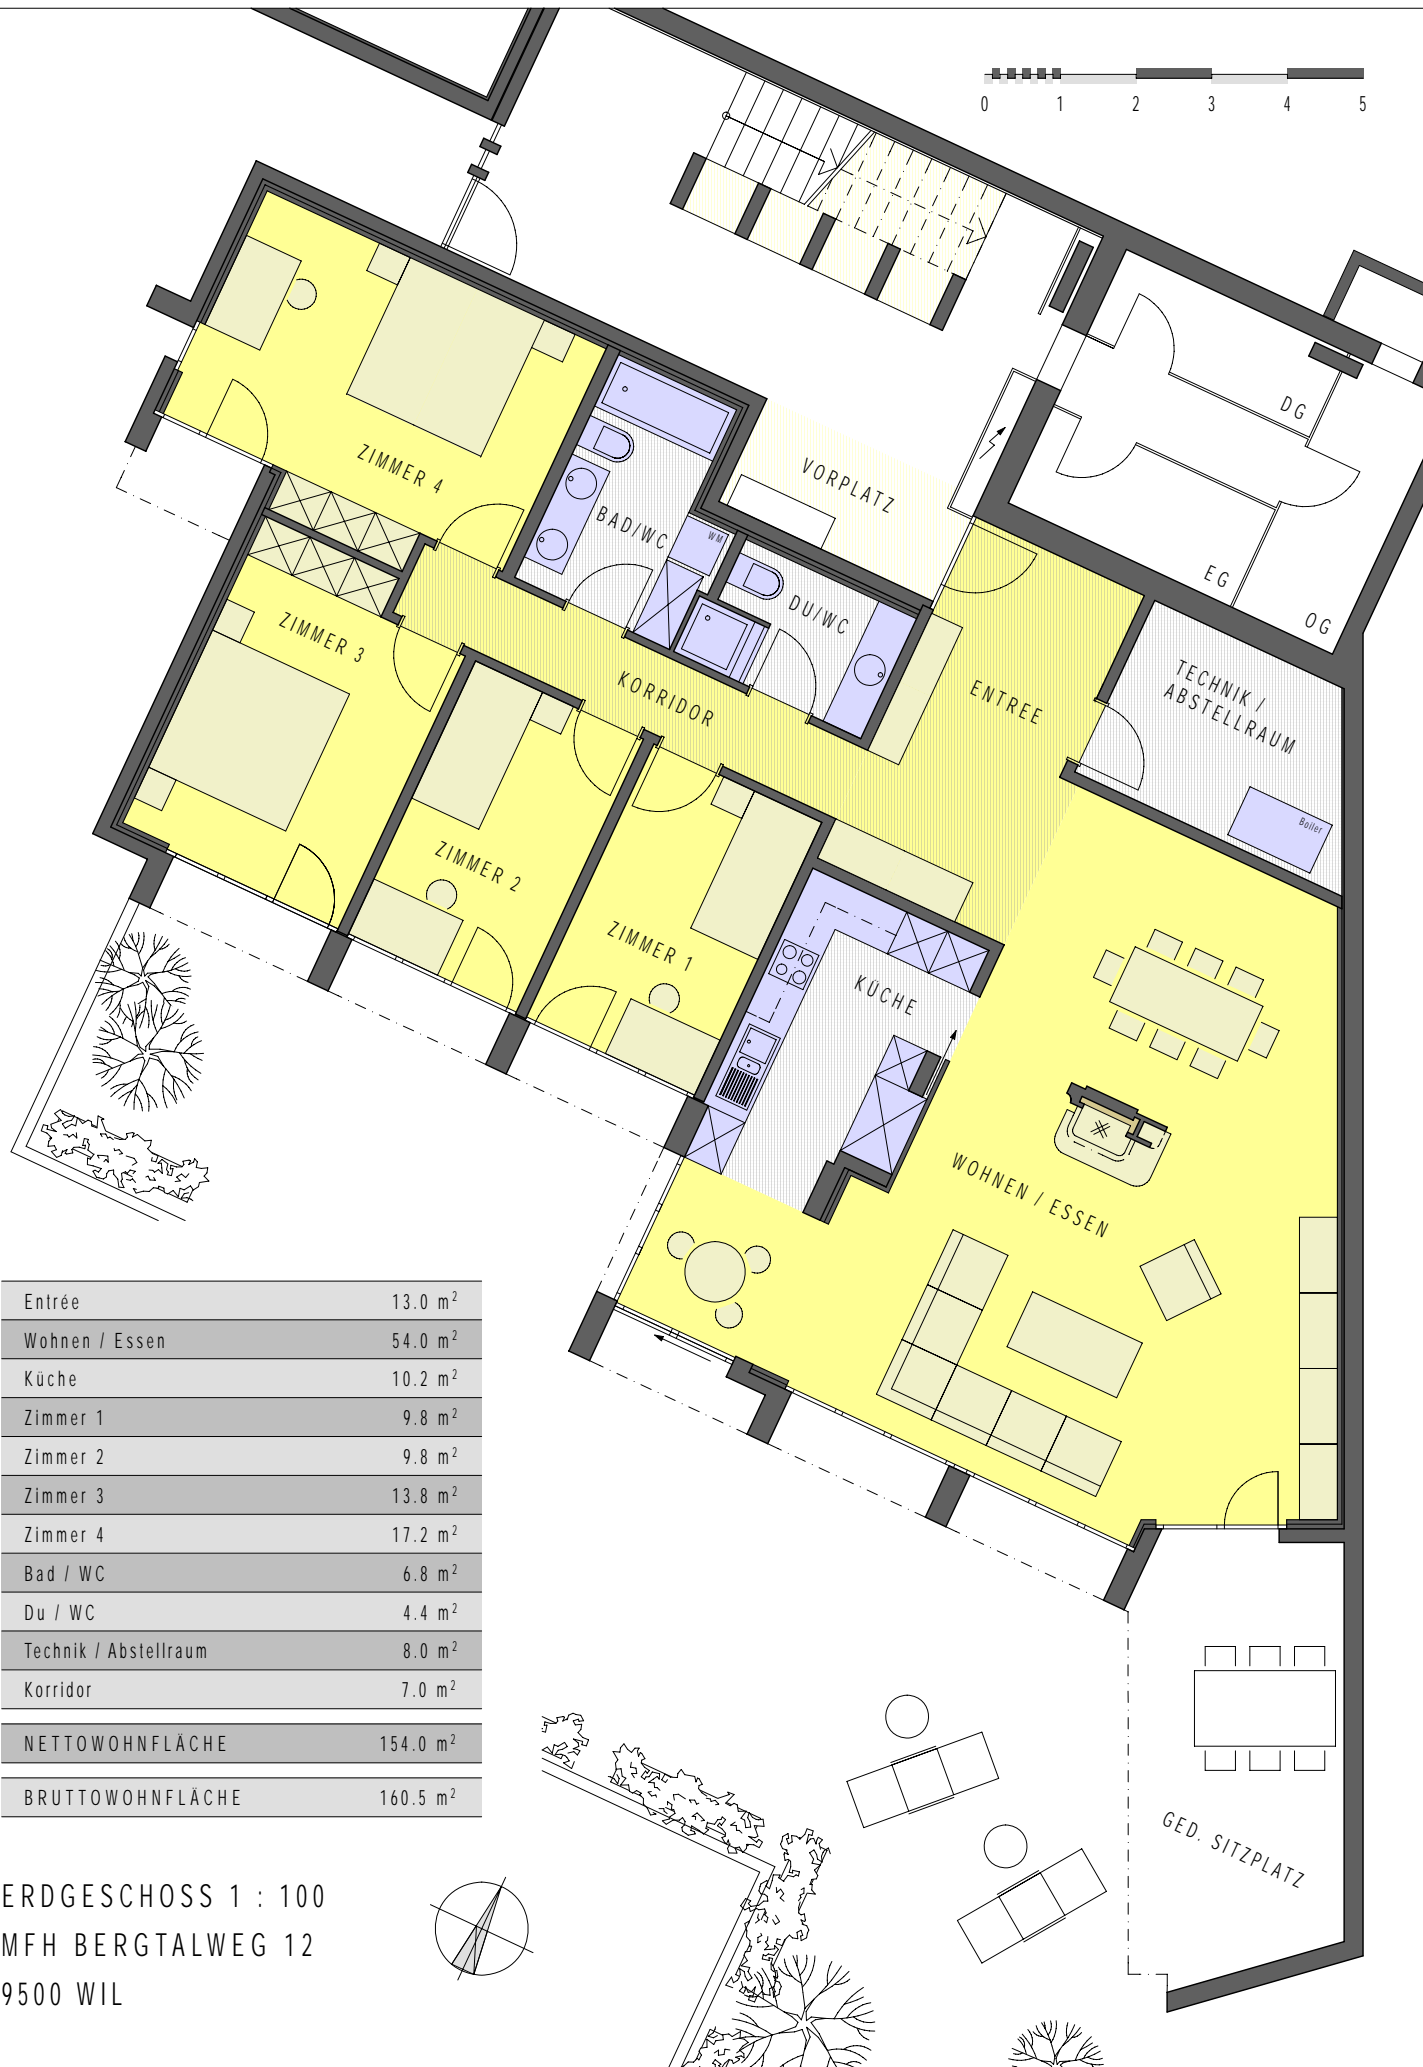 0 1 2 3 4 5
DG
EG
OG
ZIMMER 4
VORPLATZ
BAD/WC
WM
DU/WC
ZIMMER 3
KORRIDOR
ENTREE
TECHNIK /
ABSTELLRAUM
Boiler
ZIMMER 2
ZIMMER 1
KÜCHE
WOHNEN / ESSEN
GED. SITZPLATZ
Entrée 13.0 m²
Wohnen / Essen 54.0 m²
Küche 10.2 m²
Zimmer 1 9.8 m²
Zimmer 2 9.8 m²
Zimmer 3 13.8 m²
Zimmer 4 17.2 m²
Bad / WC 6.8 m²
Du / WC 4.4 m²
Technik / Abstellraum 8.0 m²
Korridor 7.0 m²
NETTOWOHNFLÄCHE 154.0 m²
BRUTTOWOHNFLÄCHE 160.5 m²
ERDGESCHOSS 1 : 100
MFH BERGTALWEG 12
9500 WIL